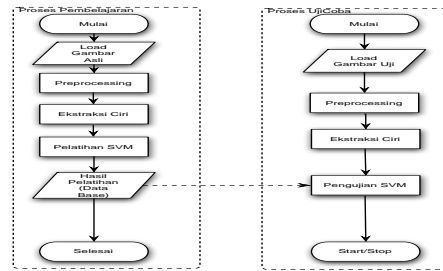 Proses Pembelajaran
Mulai
Load
Gambar
Asli
Preprocessing
Ekstraksi Ciri
Pelatihan SVM
Hasil
Pelatihan
(Data
Base)
Selesai
Proses UjiCoba
Mulai
Load
Gambar Uji
Preprocessing
Ekstraksi Ciri
Pengujian SVM
Start/Stop